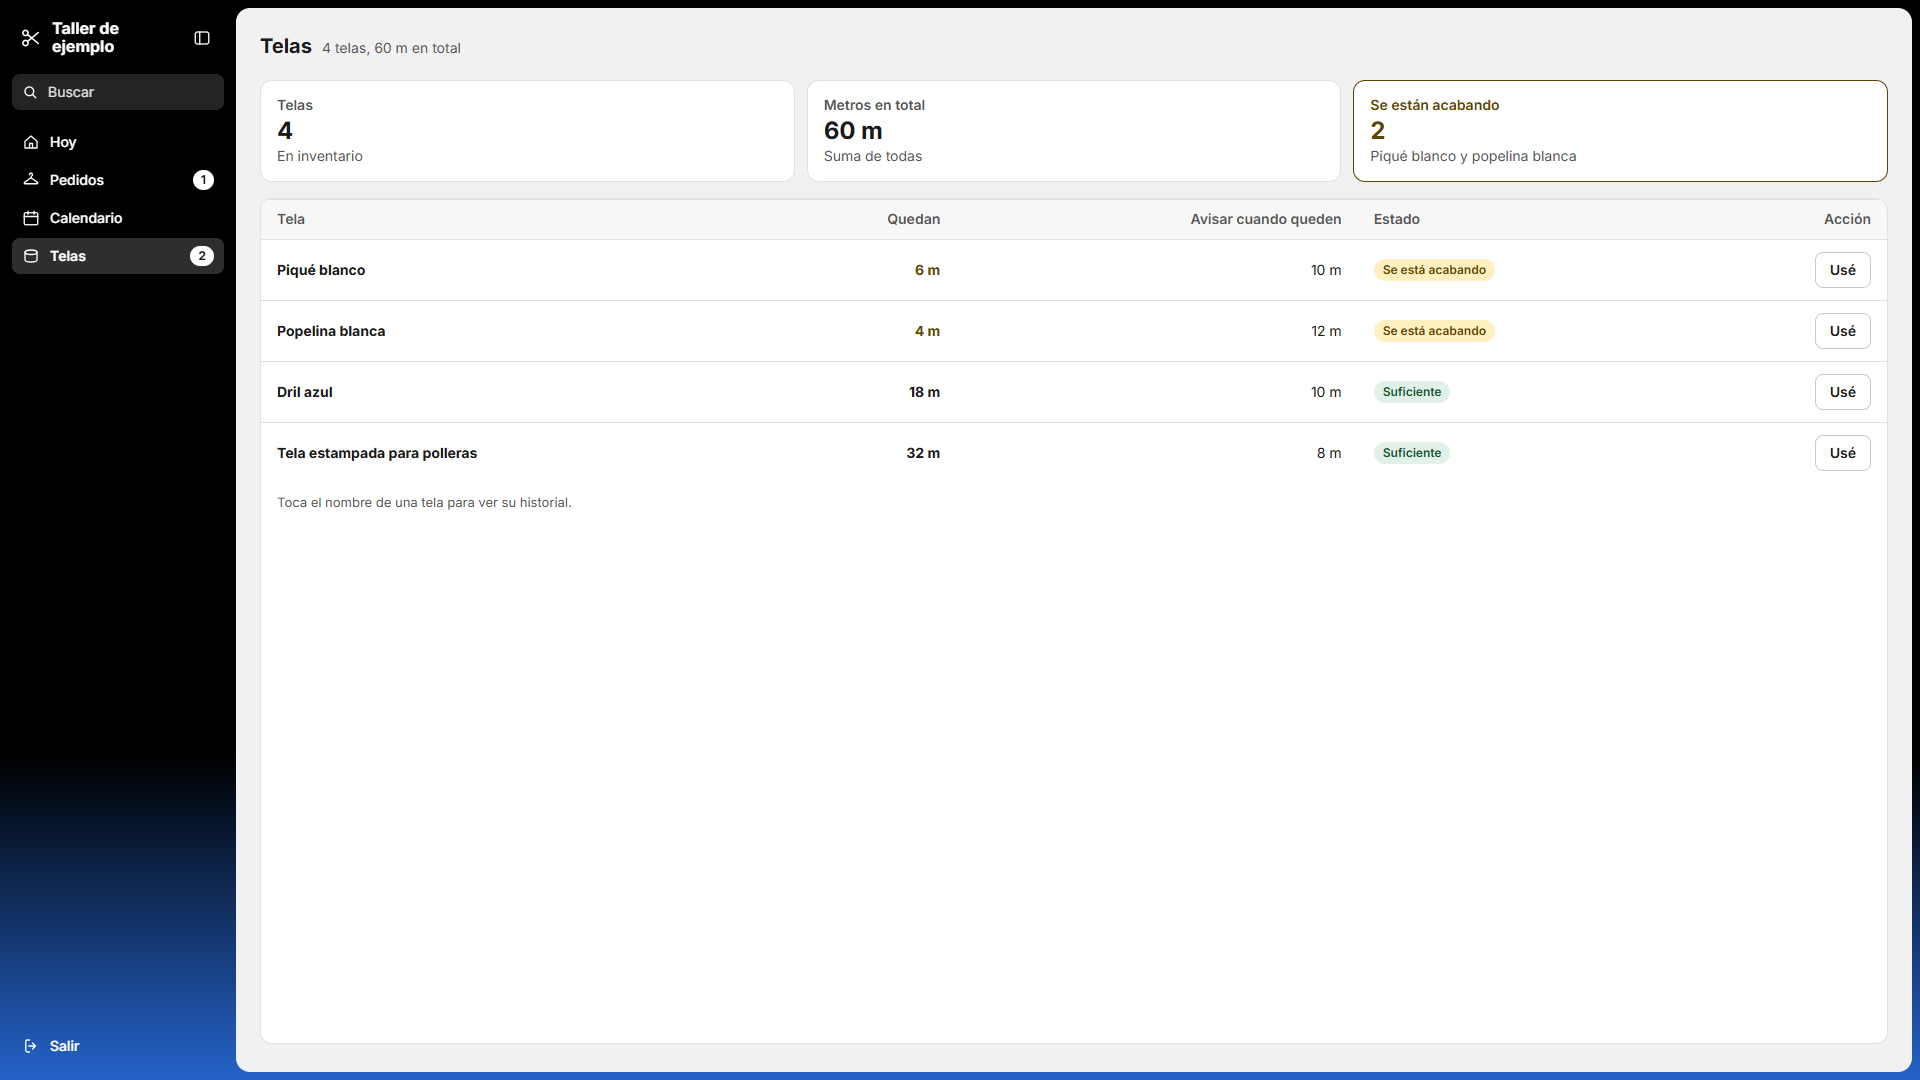 Taller de
ejemplo
Buscar
Hoy
Pedidos 1
Calendario
Telas 2
Salir
Telas 4 telas, 60 m en total
Telas
4
En inventario
Metros en total
60 m
Suma de todas
Se están acabando
2
Piqué blanco y popelina blanca
Tela Quedan Avisar cuando queden Estado Acción
Piqué blanco 6 m 10 m Se está acabando Usé
Popelina blanca 4 m 12 m Se está acabando Usé
Dril azul 18 m 10 m Suficiente Usé
Tela estampada para polleras 32 m 8 m Suficiente Usé
Toca el nombre de una tela para ver su historial.